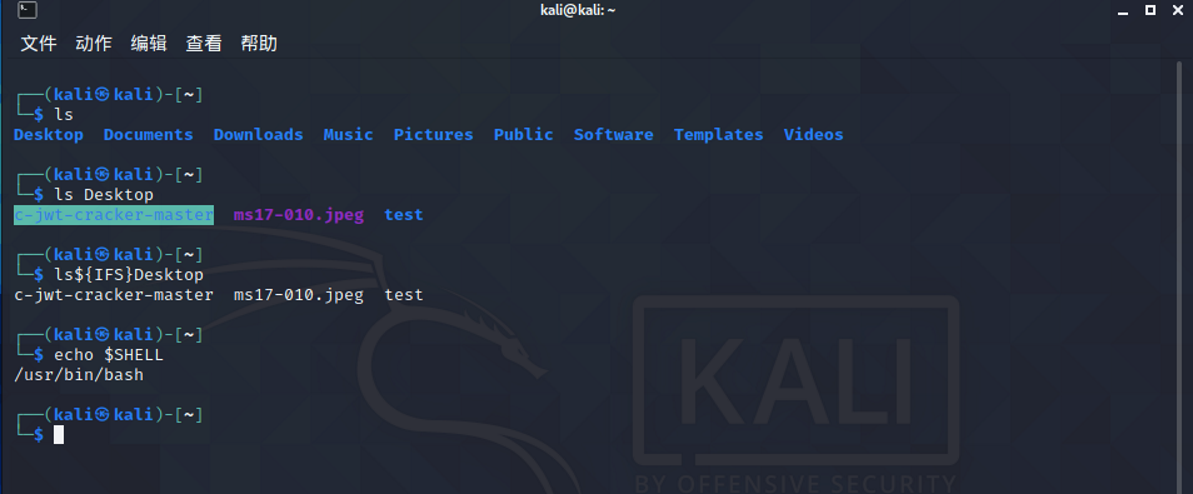 kali@kali: ~
文件 动作 编辑 查看 帮助
┌──(kali㉿kali)-[~]
└─$ ls
Desktop Documents Downloads Music Pictures Public Software Templates Videos
┌──(kali㉿kali)-[~]
└─$ ls Desktop
c-jwt-cracker-master ms17-010.jpeg test
┌──(kali㉿kali)-[~]
└─$ ls${IFS}Desktop
c-jwt-cracker-master ms17-010.jpeg test
┌──(kali㉿kali)-[~]
└─$ echo $SHELL
/usr/bin/bash
┌──(kali㉿kali)-[~]
└─$
KALI
BY OFFENSIVE SECURITY